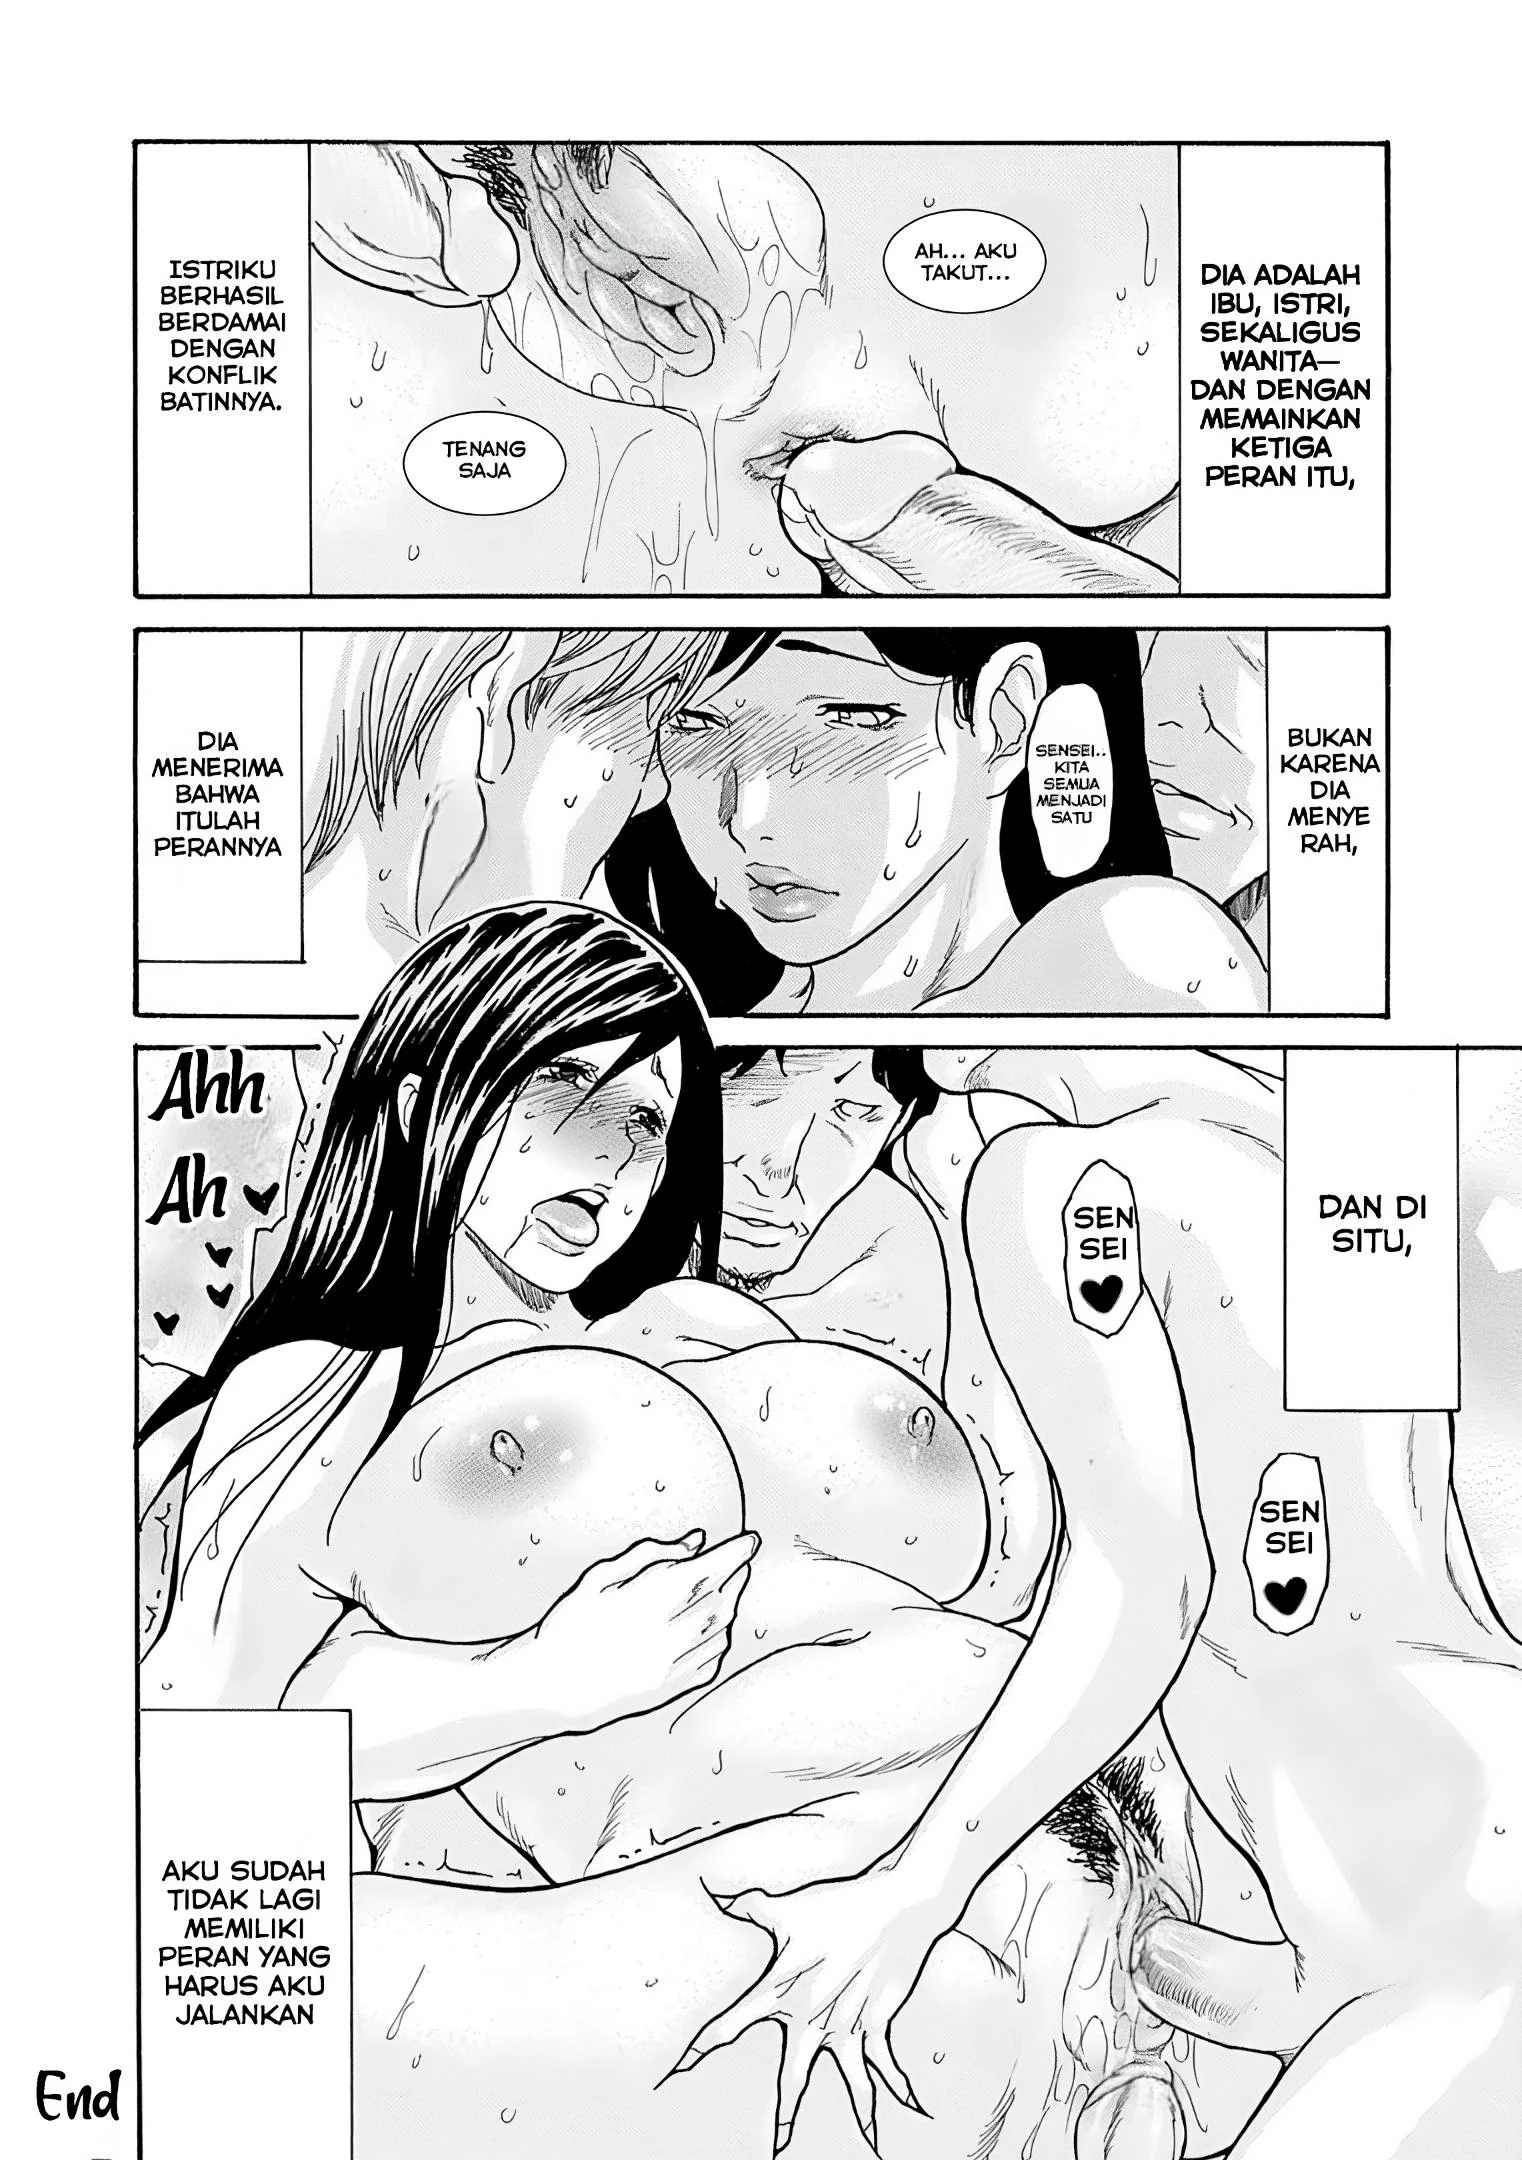 DIA ADALAH
IBU, ISTRI,
SEKALIGUS
WANITA—
DAN DENGAN
MEMAINKAN
KETIGA
PERAN ITU,
AH... AKU
TAKUT...
TENANG
SAJA
ISTRIKU
BERHASIL
BERDAMAI
DENGAN
KONFLIK
BATINNYA.
BUKAN
KARENA
DIA
MENYE
RAH,
SENSEI..
KITA
SEMUA
MENJADI
SATU
DIA
MENERIMA
BAHWA
ITULAH
PERANNYA
DAN DI
SITU,
SEN
SEI
SEN
SEI
Ahh
Ah
AKU SUDAH
TIDAK LAGI
MEMILIKI
PERAN YANG
HARUS AKU
JALANKAN
End